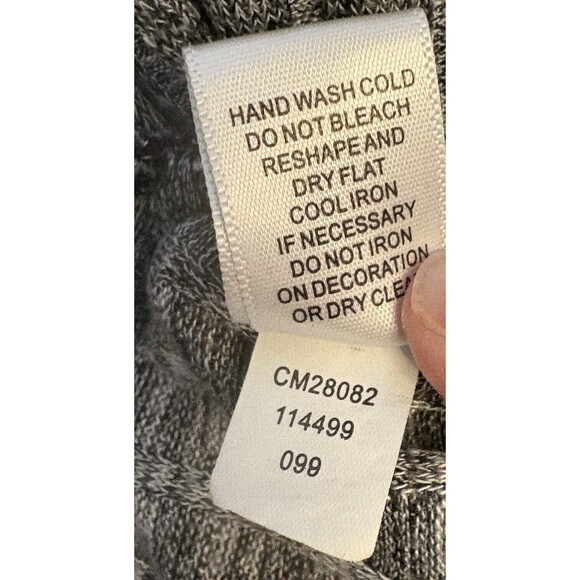 HAND WASH COLD
DO NOT BLEACH
RESHAPE AND
DRY FLAT
COOL IRON
IF NECESSARY
DO NOT IRON
ON DECORATION
OR DRY CLEA
CM28082
114499
099